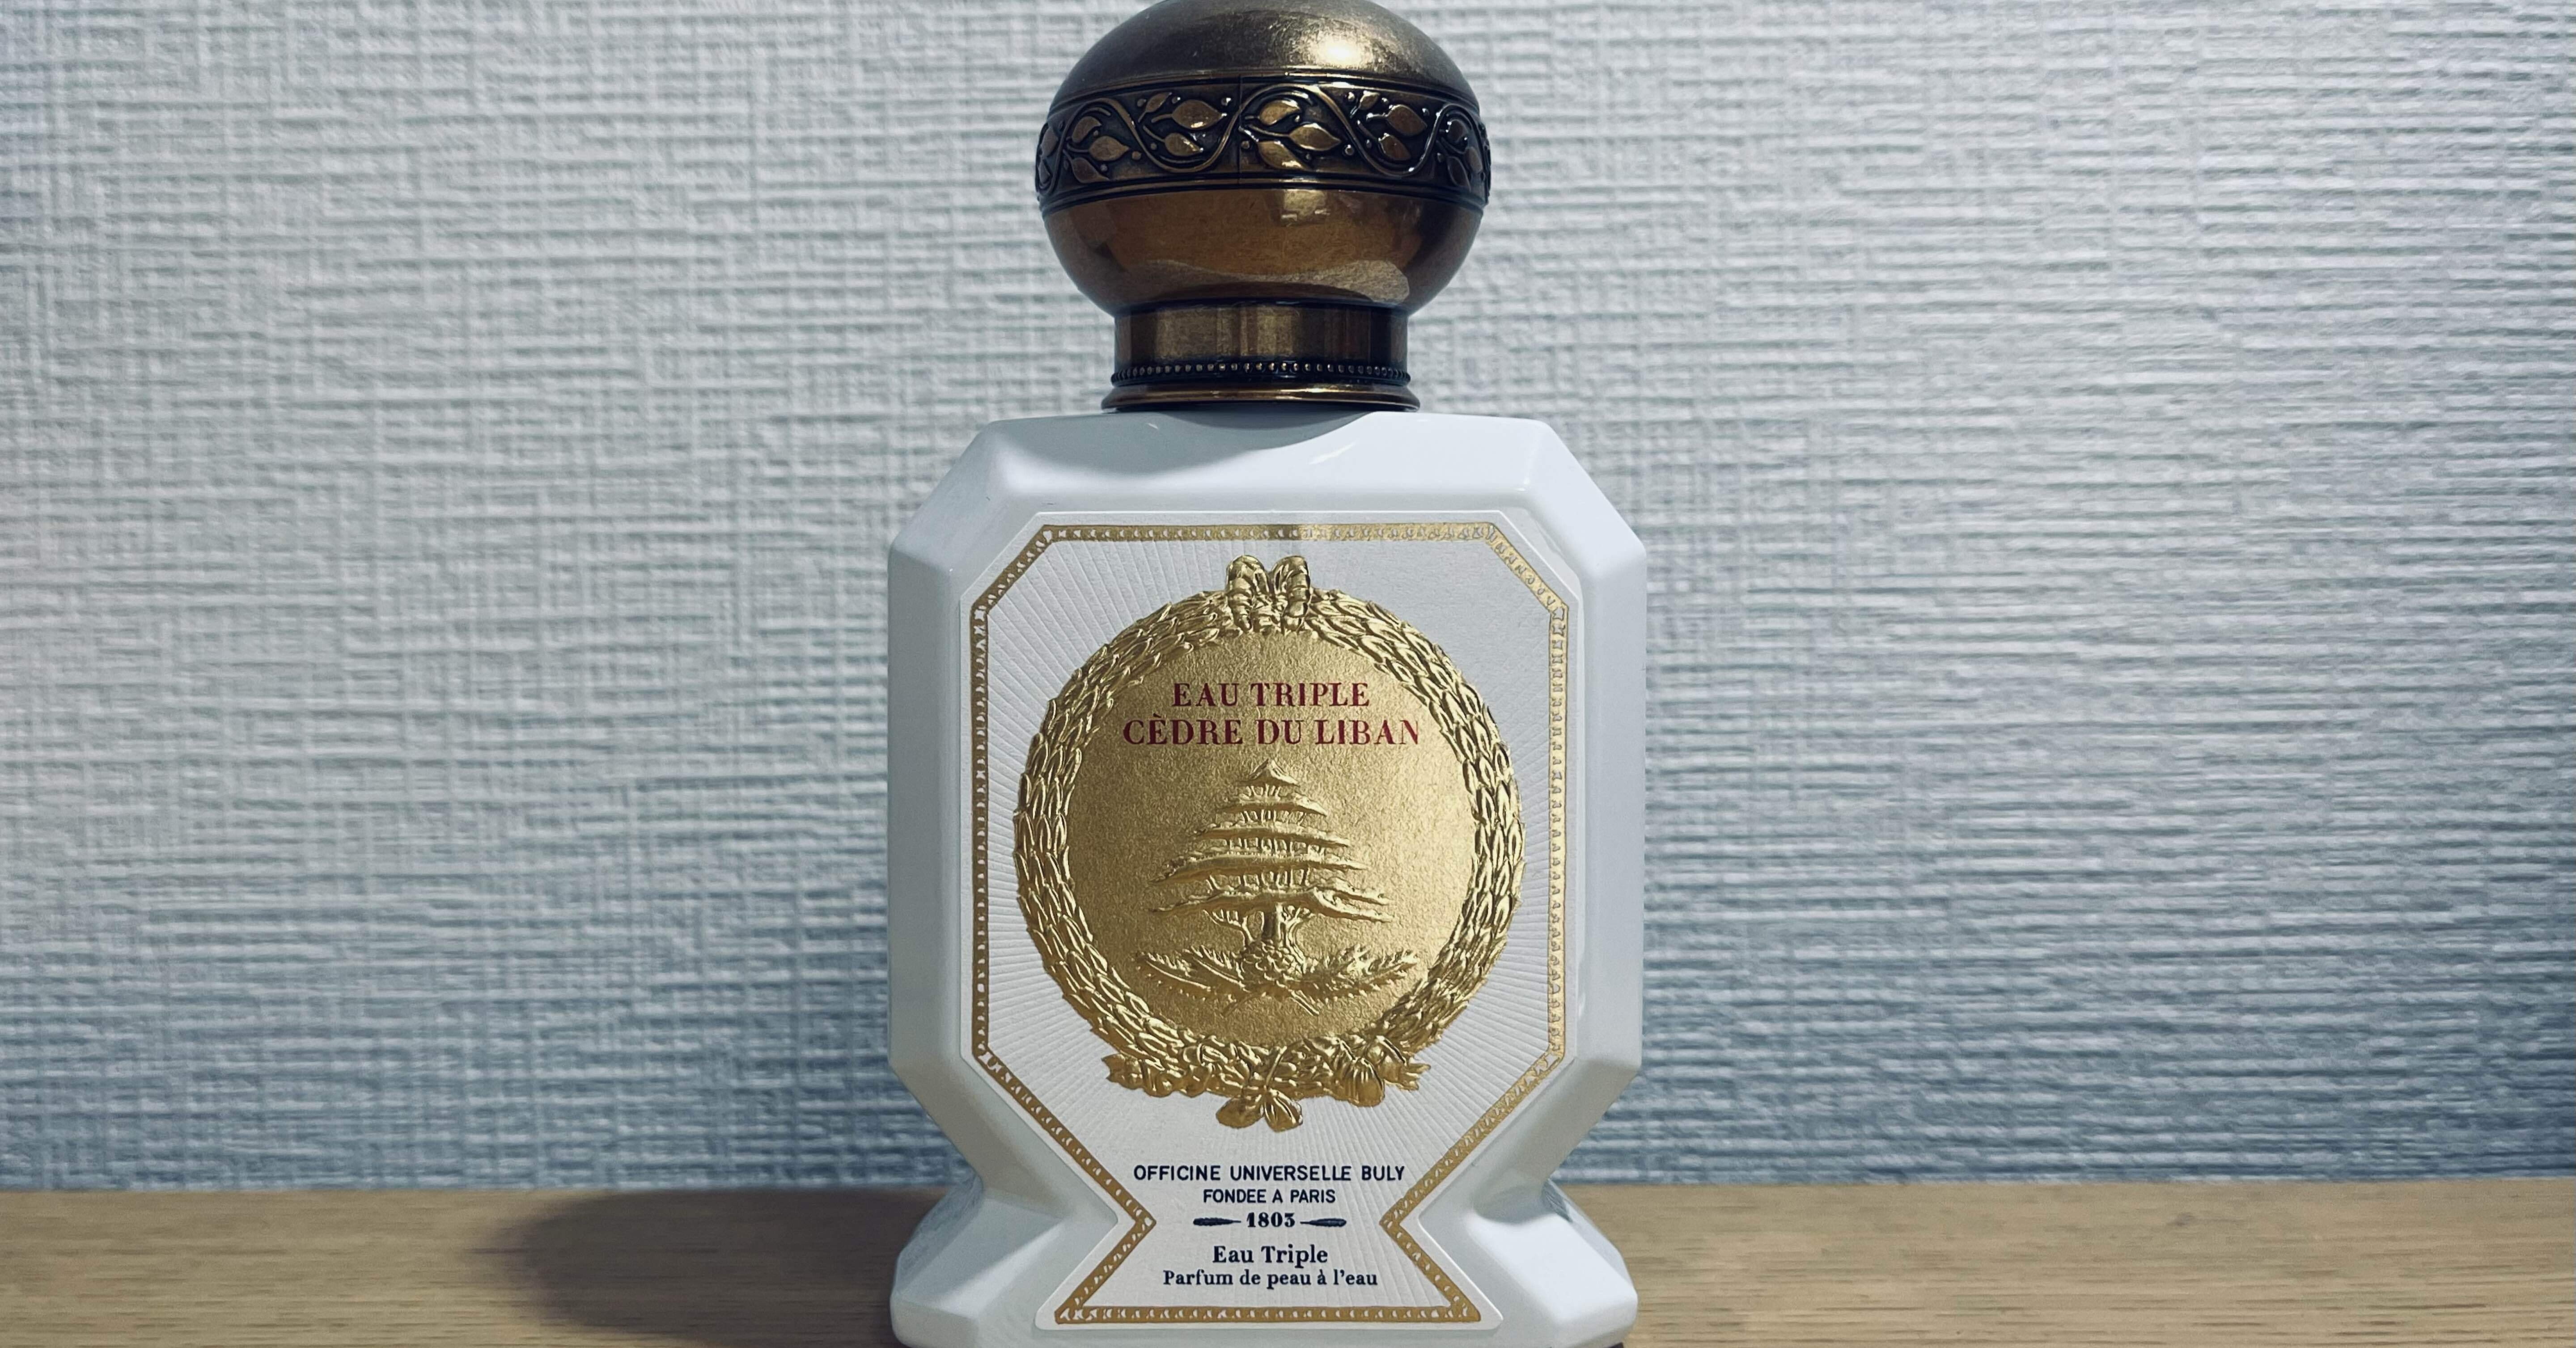 EAU TRIPLE
CÈDRE DU LIBAN
OFFICINE UNIVERSELLE BULY
FONDEE A PARIS
1803
Eau Triple
Parfum de peau à l'eau